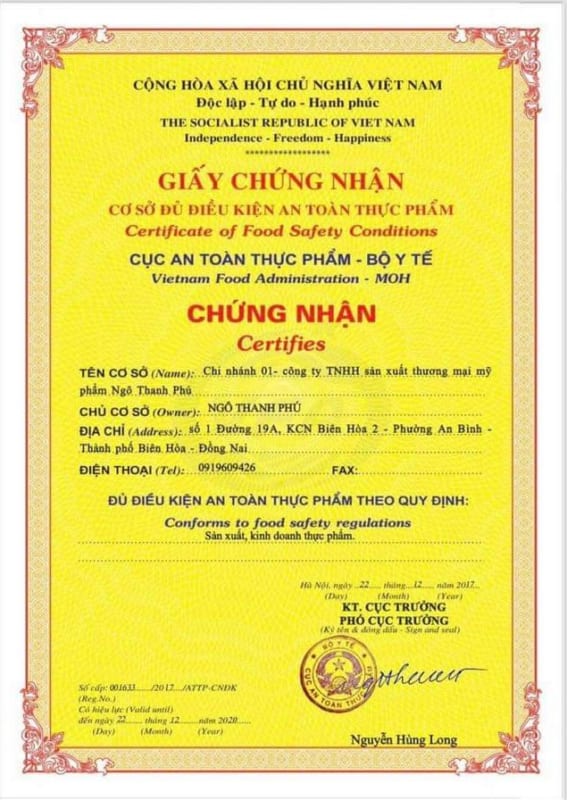 CỘNG HÒA XÃ HỘI CHỦ NGHĨA VIỆT NAM
Độc lập - Tự do - Hạnh phúc
THE SOCIALIST REPUBLIC OF VIET NAM
Independence - Freedom - Happiness
******************
GIẤY CHỨNG NHẬN
CƠ SỞ ĐỦ ĐIỀU KIỆN AN TOÀN THỰC PHẨM
Certificate of Food Safety Conditions
CỤC AN TOÀN THỰC PHẨM - BỘ Y TẾ
Vietnam Food Administration - MOH
CHỨNG NHẬN
Certifies
TÊN CƠ SỞ (Name): Chi nhánh 01- công ty TNHH sản xuất thương mại mỹ
phẩm Ngô Thanh Phú
CHỦ CƠ SỞ (Owner): NGÔ THANH PHÚ
ĐỊA CHỈ (Address): số 1 Đường 19A, KCN Biên Hòa 2 - Phường An Bình -
Thành phố Biên Hòa - Đồng Nai
ĐIỆN THOẠI (Tel): 0919609426 FAX:
ĐỦ ĐIỀU KIỆN AN TOÀN THỰC PHẨM THEO QUY ĐỊNH:
Conforms to food safety regulations
Sản xuất, kinh doanh thực phẩm.
Hà Nội, ngày 22 tháng 12 năm 2017
(Day) (Month) (Year)
KT. CỤC TRƯỞNG
PHÓ CỤC TRƯỞNG
(Ký tên & đóng dấu - Sign and seal)
BỘ Y TẾ
CỤC AN TOÀN THỰC PHẨM
Số cấp: 001633/2017/ATTP-CNĐK
(Reg.No.)
Có hiệu lực (Valid until)
đến ngày 22 tháng 12 năm 2020
(Day) (Month) (Year)
Nguyễn Hùng Long